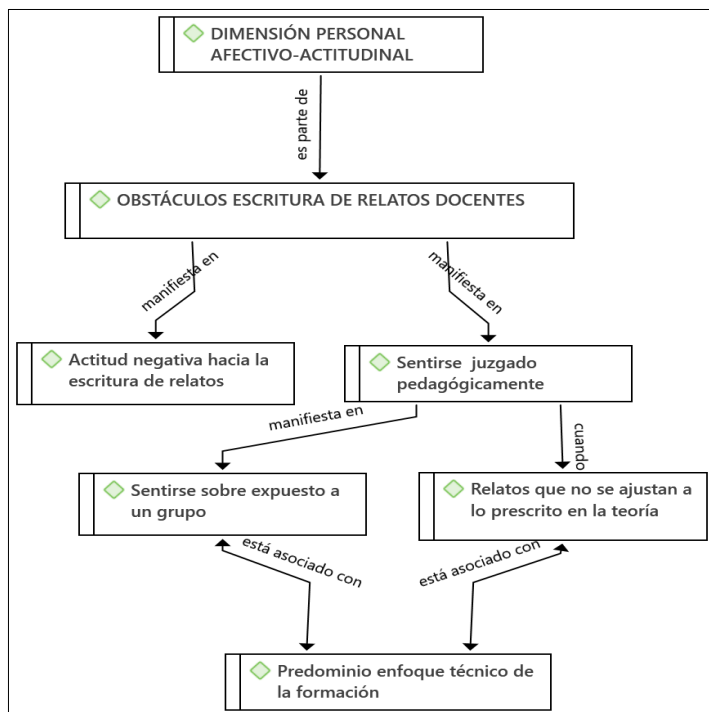 DIMENSIÓN PERSONAL
AFECTIVO-ACTITUDINAL
es parte de
OBSTÁCULOS ESCRITURA DE RELATOS DOCENTES
manifiesta en
manifiesta en
Actitud negativa hacia la
escritura de relatos
Sentirse juzgado
pedagógicamente
manifiesta en
cuando
Sentirse sobre expuesto a
un grupo
Relatos que no se ajustan a
lo prescrito en la teoría
está asociado con
está asociado con
Predominio enfoque técnico de
la formación